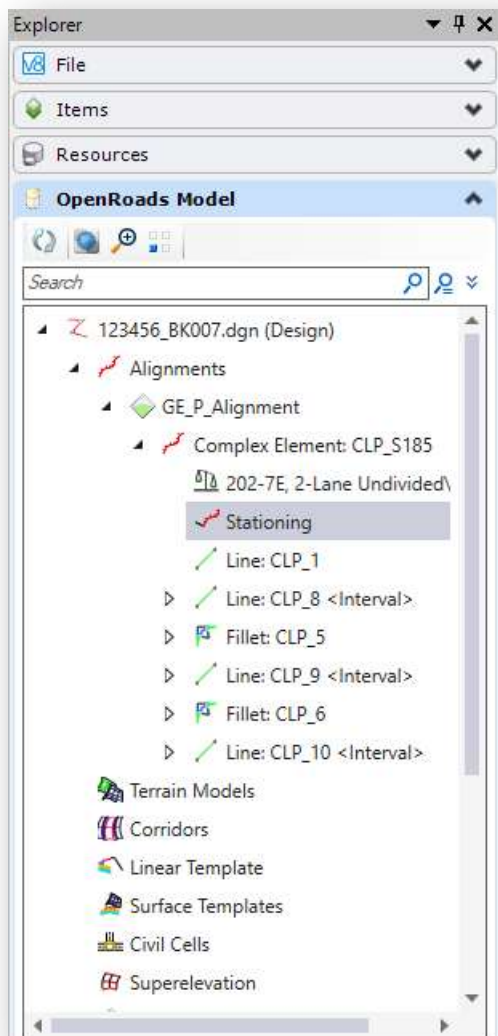 Explorer
File
Items
Resources
OpenRoads Model
Search
123456_BK007.dgn (Design)
Alignments
GE_P_Alignment
Complex Element: CLP_S185
202-7E, 2-Lane Undivided\
Stationing
Line: CLP_1
Line: CLP_8 <Interval>
Fillet: CLP_5
Line: CLP_9 <Interval>
Fillet: CLP_6
Line: CLP_10 <Interval>
Terrain Models
Corridors
Linear Template
Surface Templates
Civil Cells
Superelevation